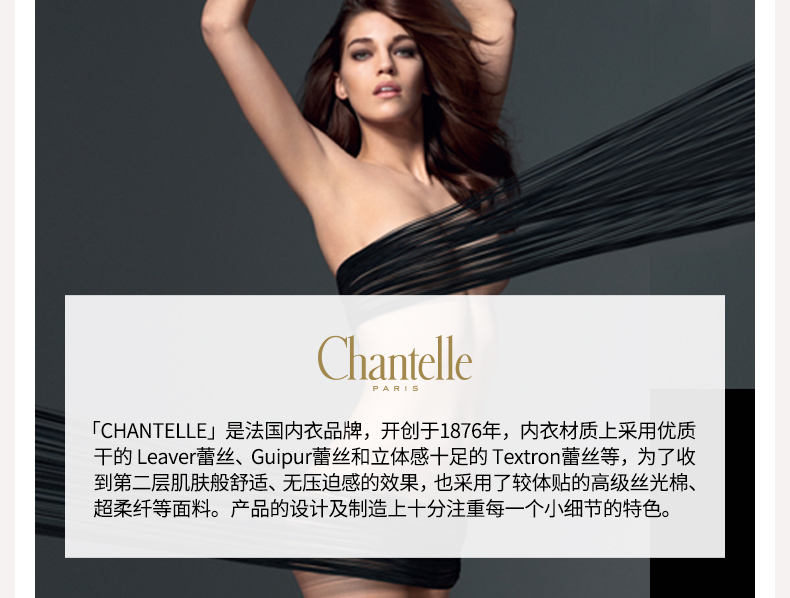 Chantelle
PARIS
「CHANTELLE」是法国内衣品牌，开创于1876年，内衣材质上采用优质
干的 Leaver蕾丝、Guipur蕾丝和立体感十足的 Textron蕾丝等，为了收
到第二层肌肤般舒适、无压迫感的效果，也采用了较体贴的高级丝光棉、
超柔纤等面料。产品的设计及制造上十分注重每一个小细节的特色。